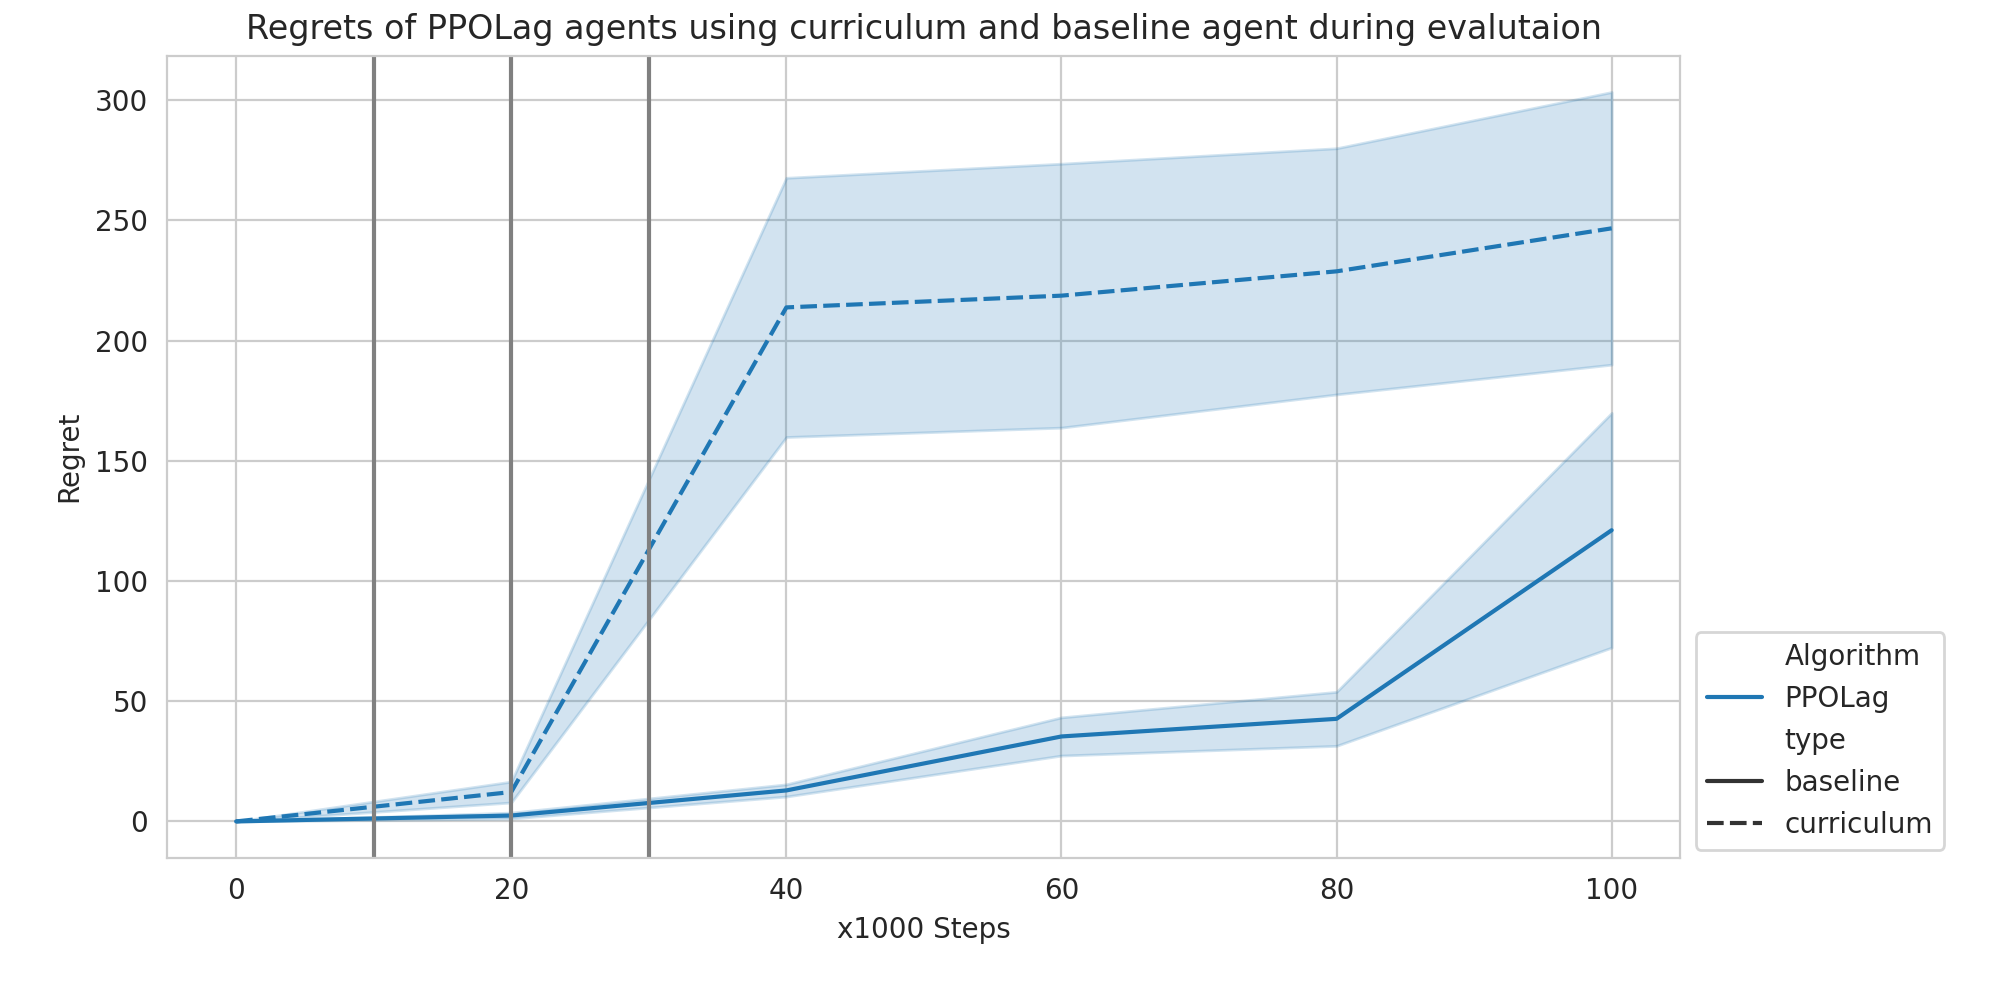 Regrets of PPOLag agents using curriculum and baseline agent during evalutaion
300
250
200
150
100
50
0
Regret
0 20 40 60 80 100
x1000 Steps
Algorithm
PPOLag
type
baseline
curriculum